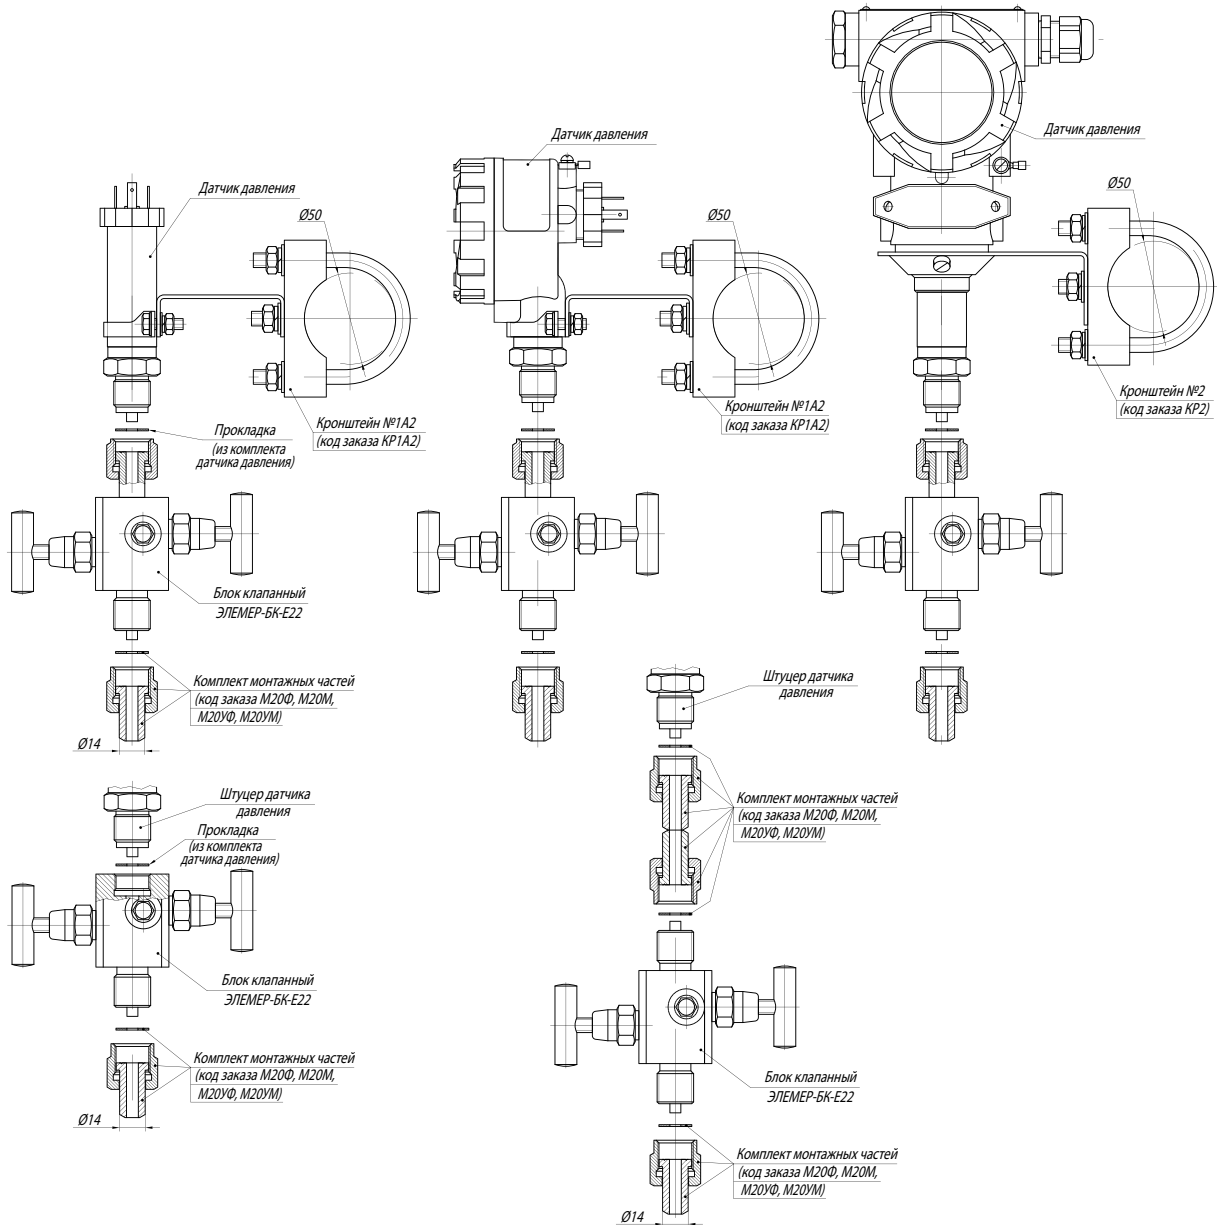 Датчик давления
Ø50
Кронштейн №1А2
(код заказа КР1А2)
Прокладка
(из комплекта
датчика давления)
Блок клапанный
ЭЛЕМЕР-БК-Е22
Комплект монтажных частей
(код заказа М20Ф, М20М,
М20УФ, М20УМ)
Ø14
Датчик давления
Ø50
Кронштейн №1А2
(код заказа КР1А2)
Датчик давления
Ø50
Кронштейн №2
(код заказа КР2)
Штуцер датчика
давления
Прокладка
(из комплекта
датчика давления)
Блок клапанный
ЭЛЕМЕР-БК-Е22
Комплект монтажных частей
(код заказа М20Ф, М20М,
М20УФ, М20УМ)
Ø14
Штуцер датчика
давления
Комплект монтажных частей
(код заказа М20Ф, М20М,
М20УФ, М20УМ)
Блок клапанный
ЭЛЕМЕР-БК-Е22
Комплект монтажных частей
(код заказа М20Ф, М20М,
М20УФ, М20УМ)
Ø14